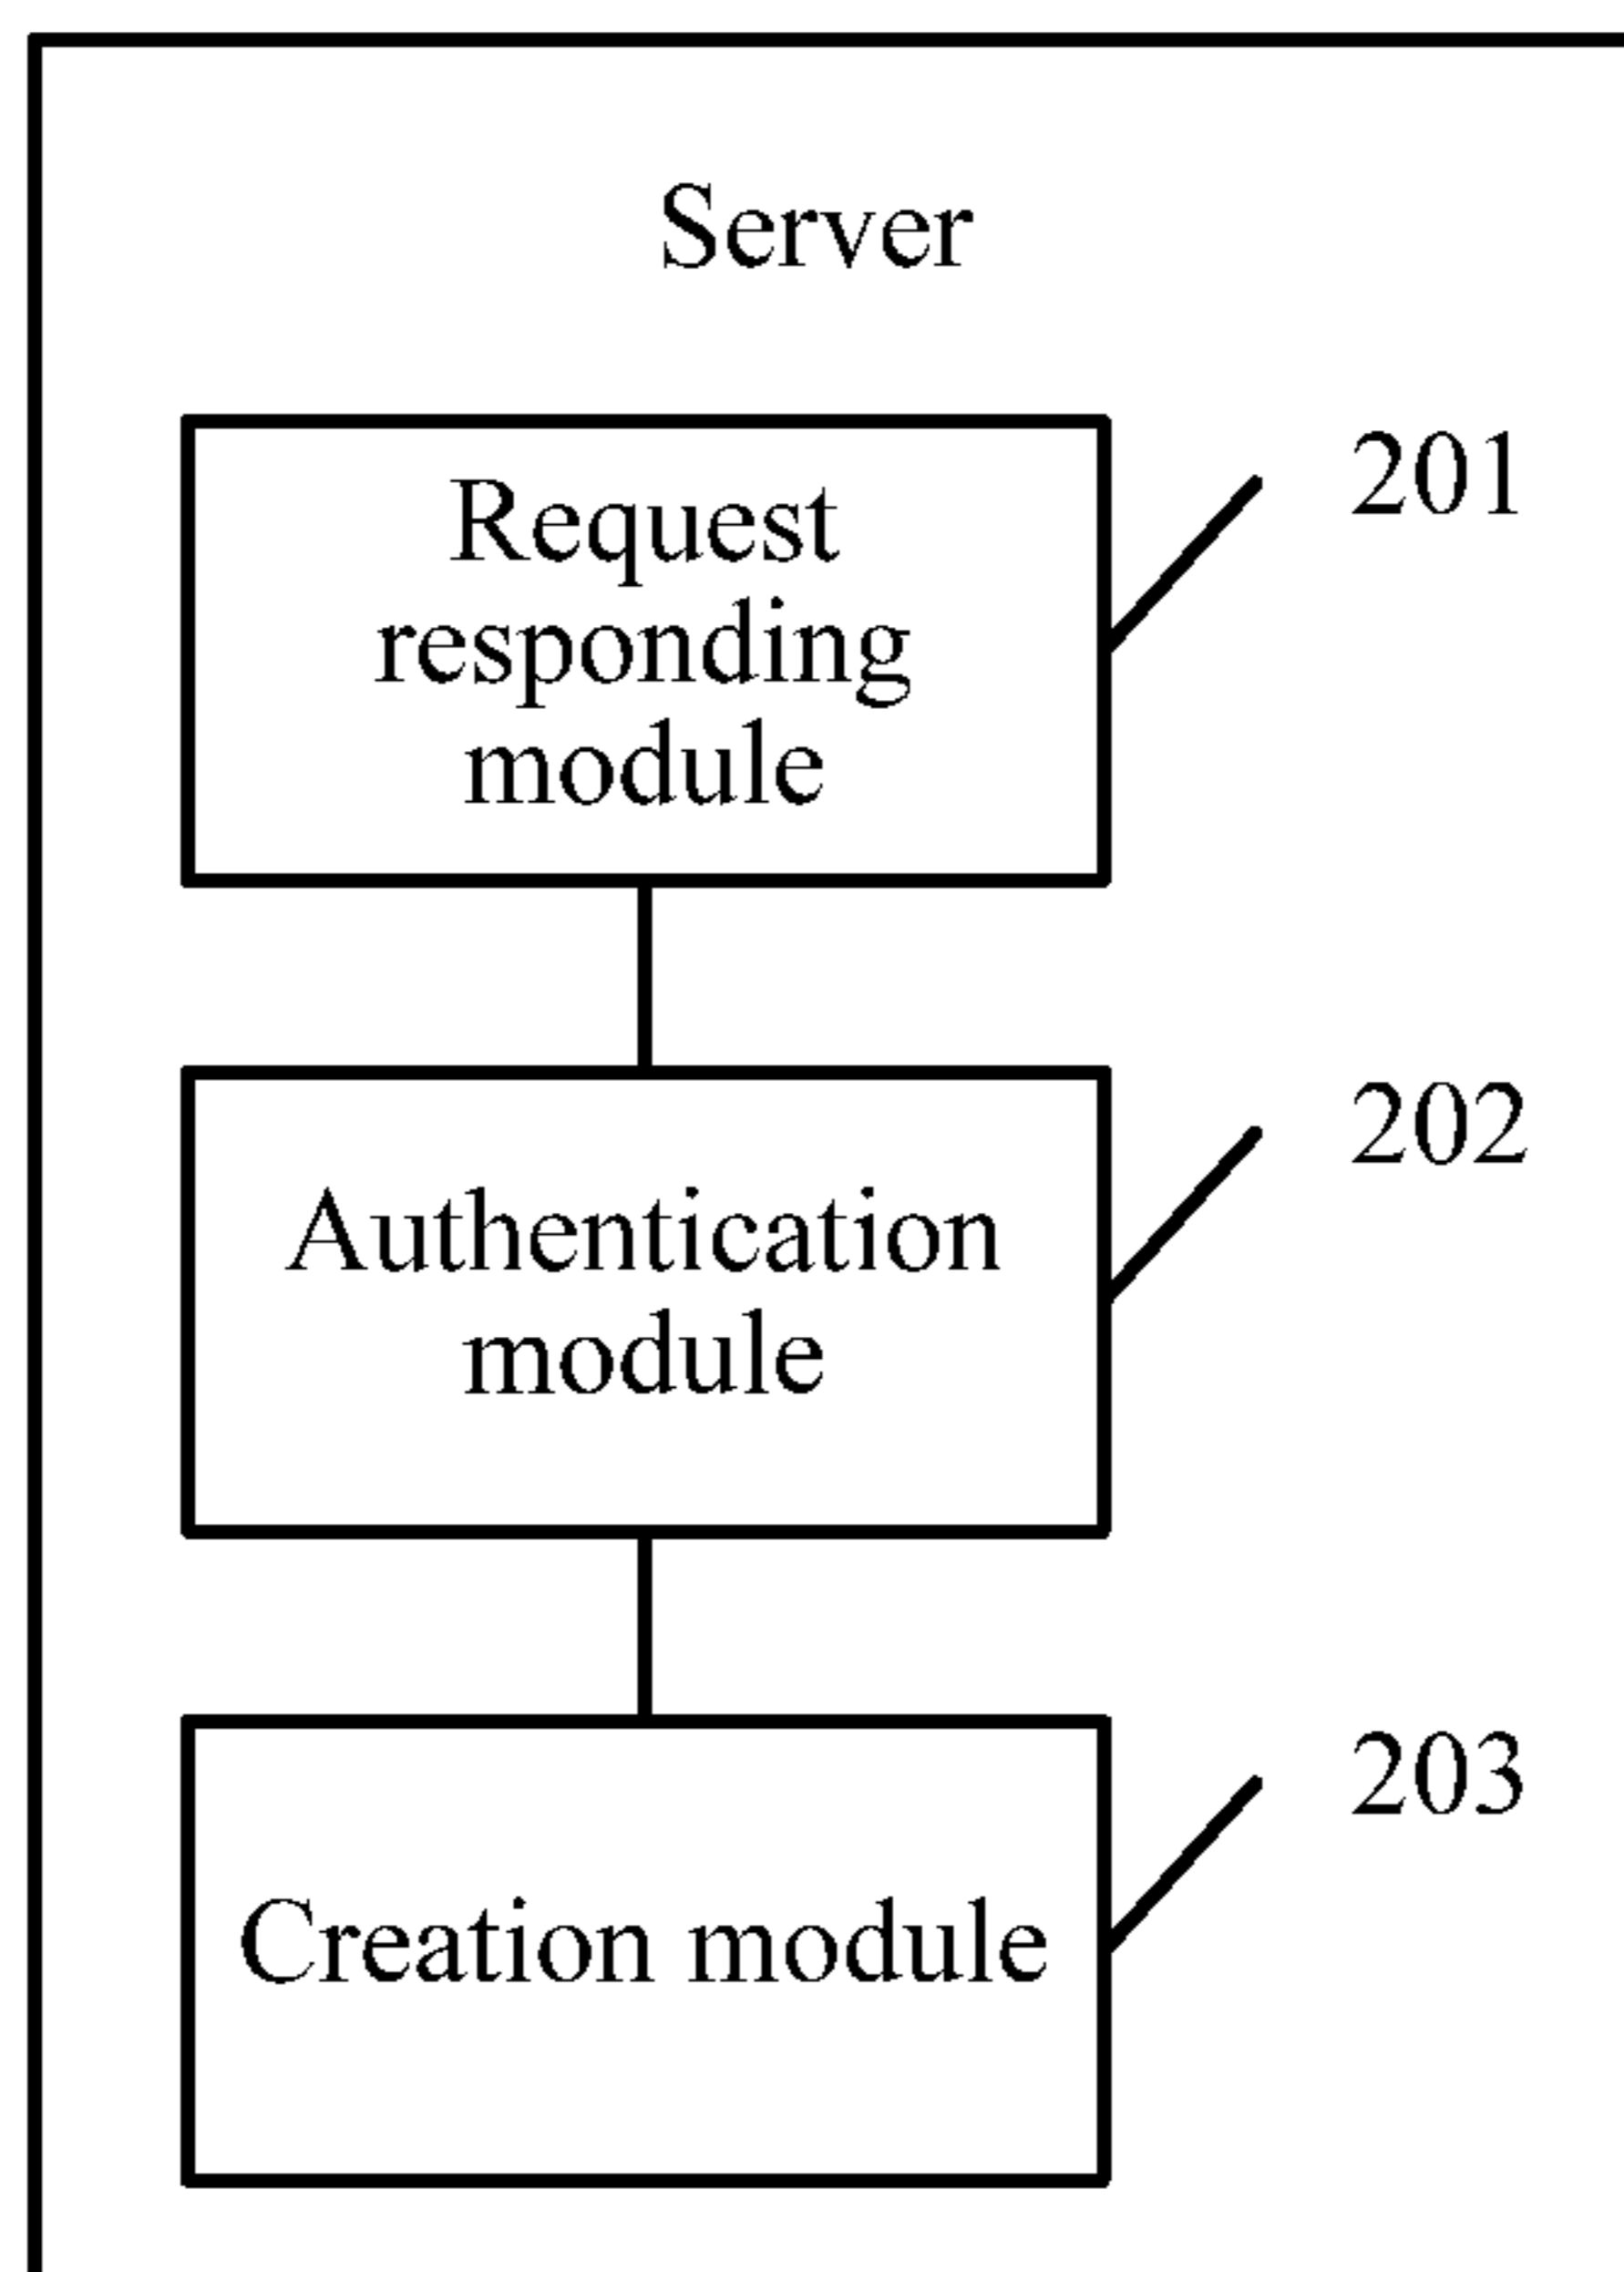 Server
201
Request
responding
module
202
Authentication
module
203
Creation module